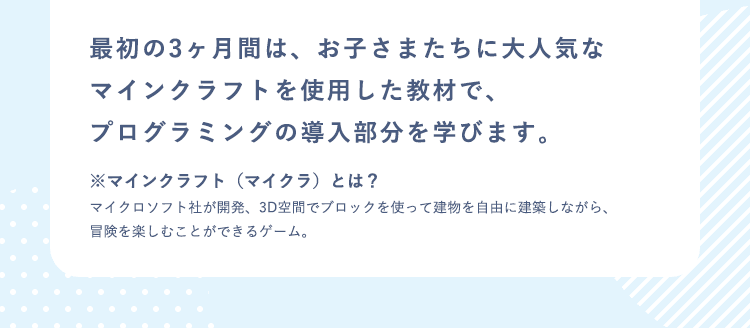 最初の3ヶ月間は、お子さまたちに大人気な
マインクラフトを使用した教材で、
プログラミングの導入部分を学びます。
※マインクラフト（マイクラ）とは？
マイクロソフト社が開発、3D空間でブロックを使って建物を自由に建築しながら、
冒険を楽しむことができるゲーム。